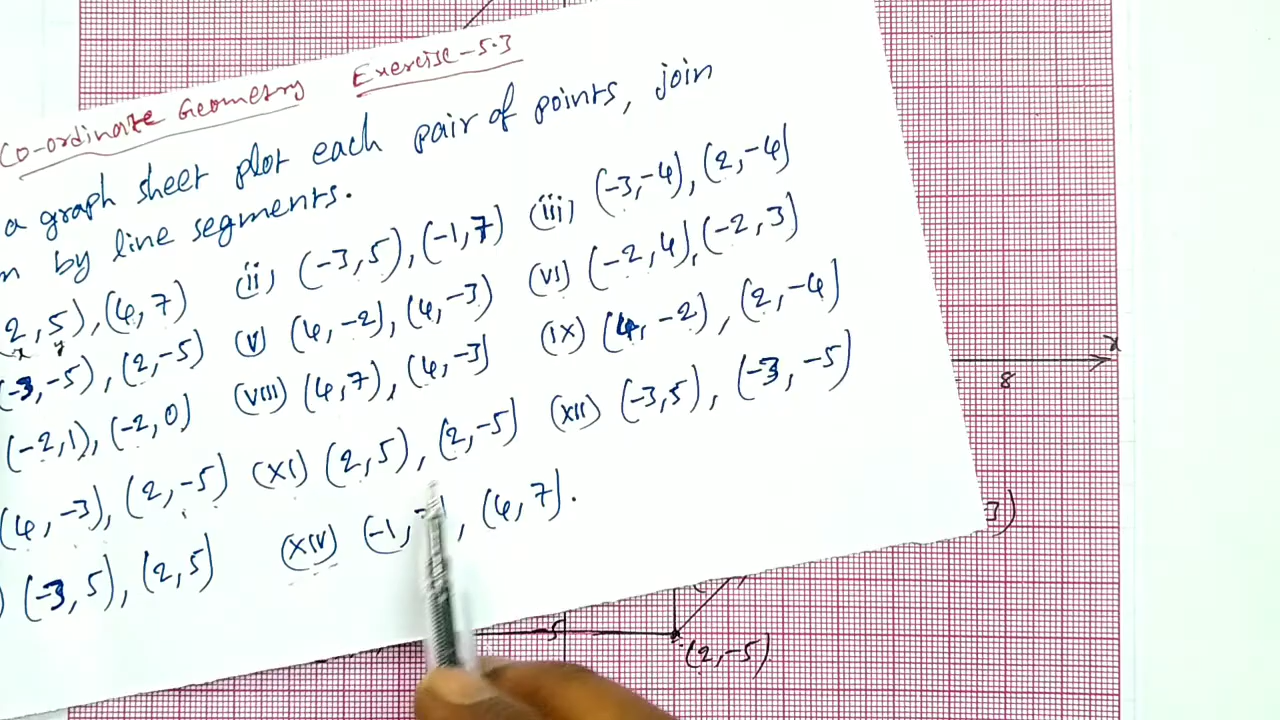 Co-ordinate Geometry Exercise-5.3
a graph sheet plot each pair of points, join
by line segments.
2,5),(4,7) (ii) (-3,5),(-1,7) (iii) (-3,-4),(2,-4)
x y
(-3,-5),(2,-5) (v) (4,-2),(4,-3) (vi) (-2,4),(-2,3)
(-2,1),(-2,0) (viii) (4,7),(4,-3) (ix) (4,-2),(2,-4)
(4,-3),(2,-5) (xi) (2,5),(2,-5) (xii) (-3,5),(-3,-5)
) (-3,5),(2,5) (xiv) (-1, ,(4,7).
x
8
3)
-5
(2,-5)